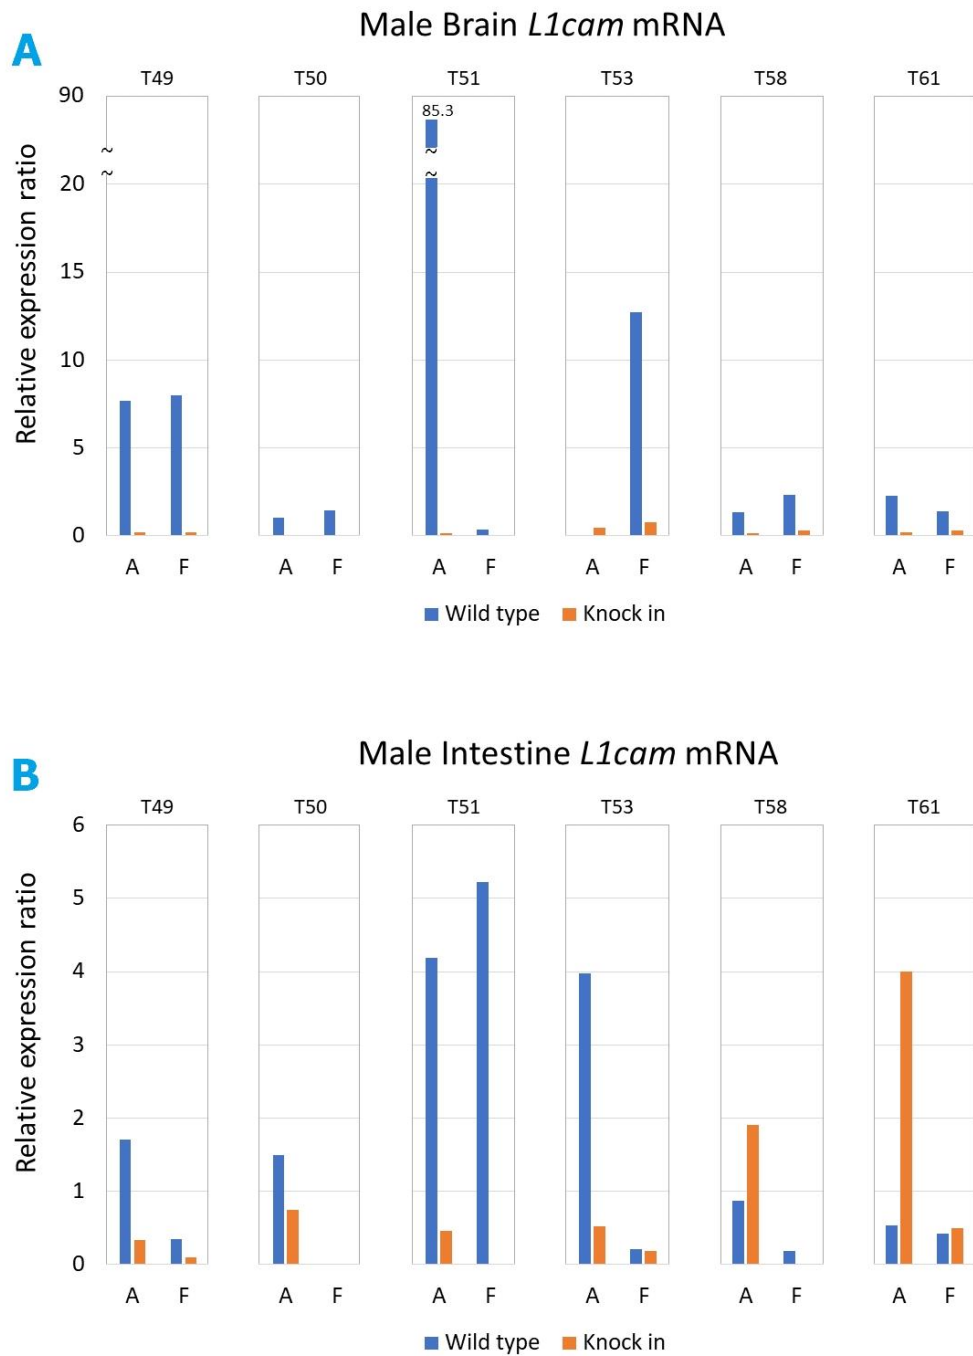 A
Male Brain L1cam mRNA
T49 T50 T51 T53 T58 T61
Relative expression ratio
90
85.3
~ ~
~ ~
20
15
10
5
0
A F A F A F A F A F A F
Wild type Knock in
B
Male Intestine L1cam mRNA
T49 T50 T51 T53 T58 T61
Relative expression ratio
6
5
4
3
2
1
0
A F A F A F A F A F A F
Wild type Knock in